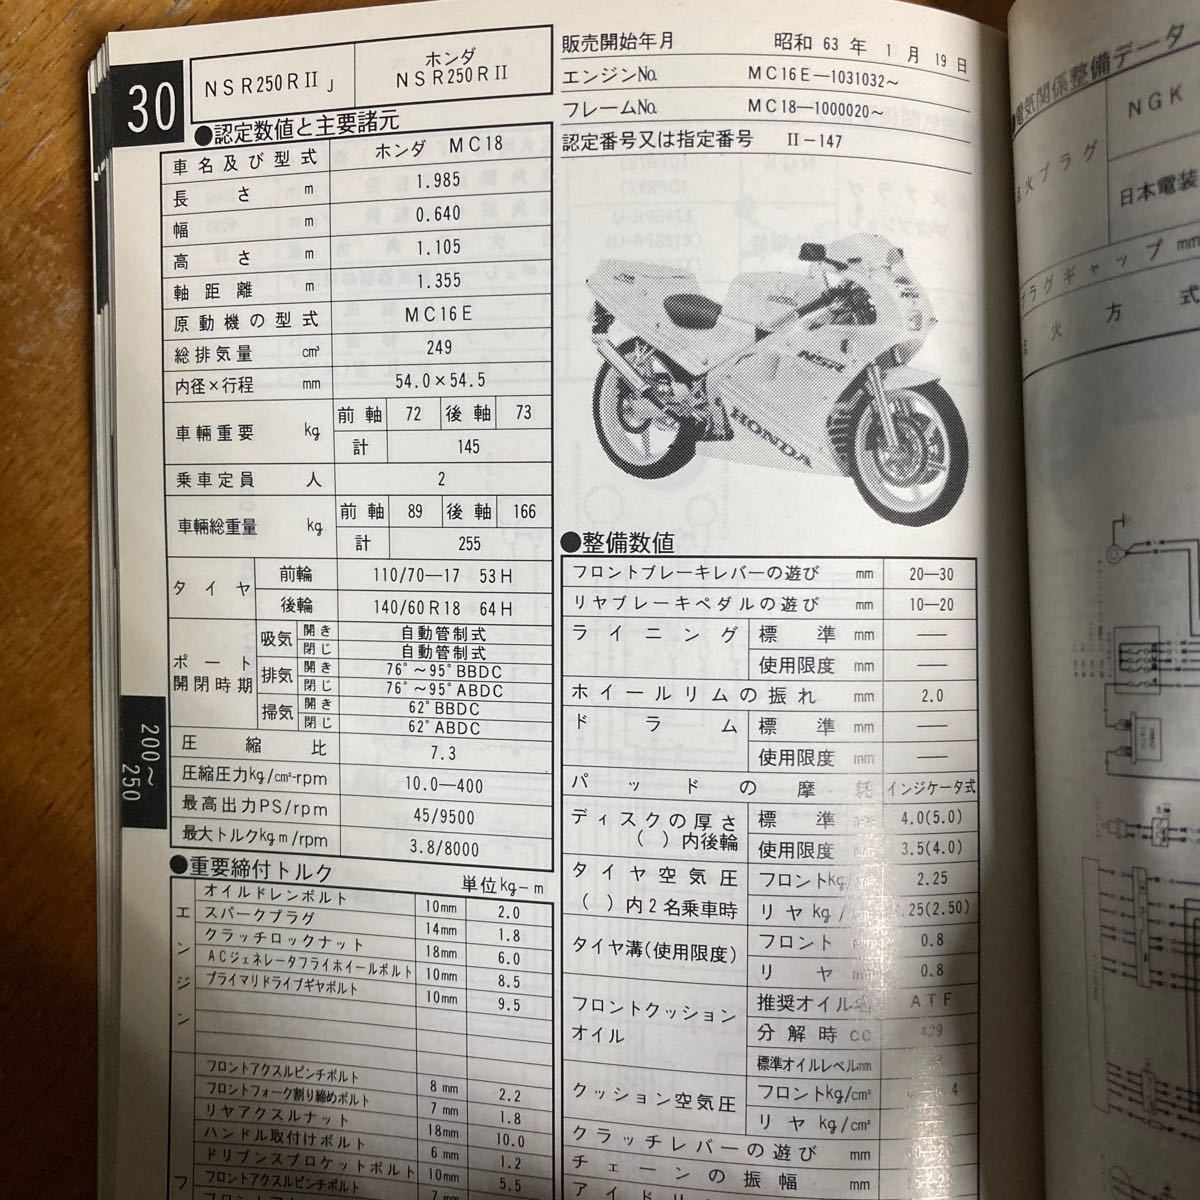 30
NSR250RⅡ J
ホンダ
NSR250RⅡ
●認定数値と主要諸元
車名及び型式 ホンダ MC18
長さ m 1.985
幅 m 0.640
高さ m 1.105
軸距離 m 1.355
原動機の型式 MC16E
総排気量 cm³ 249
内径×行程 mm 54.0×54.5
車輌重要 kg 前軸 72 後軸 73
計 145
乗車定員 人 2
車輌総重量 kg 前軸 89 後軸 166
計 255
タイヤ 前輪 110/70―17 53H
後輪 140/60R18 64H
ポート開閉時期 吸気 開き 自動管制式
閉じ 自動管制式
排気 開き 76°～95°BBDC
閉じ 76°～95°ABDC
掃気 開き 62°BBDC
閉じ 62°ABDC
圧縮比 7.3
圧縮圧力kg/cm²-rpm 10.0―400
最高出力PS/rpm 45/9500
最大トルクkgm/rpm 3.8/8000
●重要締付トルク
単位kg-m
エンジン
オイルドレンボルト 10mm 2.0
スパークプラグ 14mm 1.8
クラッチロックナット 18mm 6.0
ACジェネレータフライホイールボルト 10mm 8.5
プライマリドライブギヤボルト 10mm 9.5
フ
フロントアクスルピンチボルト 8mm 2.2
フロントフォーク割り締めボルト 7mm 1.8
リヤアクスルナット 18mm 10.0
ハンドル取付けボルト 6mm 1.2
ドリブンスプロケットボルト 10mm 5.5
フロントアクスルピンチボルト 7mm
200～250
販売開始年月 昭和63年1月19日
エンジンNo. MC16E―1031032～
フレームNo. MC18―1000020～
認定番号又は指定番号 Ⅱ―147
NSR
HONDA
●整備数値
フロントブレーキレバーの遊び mm 20―30
リヤブレーキペダルの遊び mm 10―20
ライニング 標準 mm ――
使用限度 mm ――
ホイールリムの振れ mm 2.0
ドラム 標準 mm ――
使用限度 mm ――
パッドの摩耗 インジケータ式
ディスクの厚さ 標準 4.0(5.0)
( )内後輪 使用限度 3.5(4.0)
タイヤ空気圧 フロントkg/ 2.25
( )内2名乗車時 リヤkg/ .25(2.50)
タイヤ溝(使用限度) フロント 0.8
リヤ mm 0.8
フロントクッションオイル 推奨オイル名 ATF
分解時cc
標準オイルレベルmm
クッション空気圧 フロントkg/cm²
リヤkg/cm²
クラッチレバーの遊び mm
チェーンの振幅 mm
アイドリ
●電気関係整備データ
点火プラグ NGK
日本電装
プラグギャップ mm
点火方式